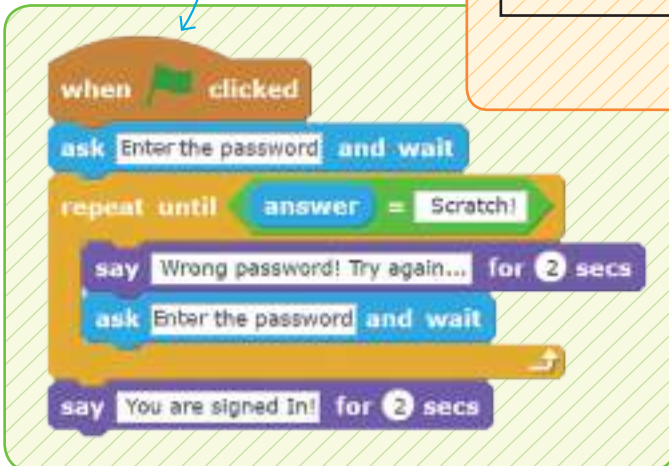 when clicked
ask Enter the password and wait
repeat until answer = Scratch!
say Wrong password! Try again... for 2 secs
ask Enter the password and wait
say You are signed In! for 2 secs